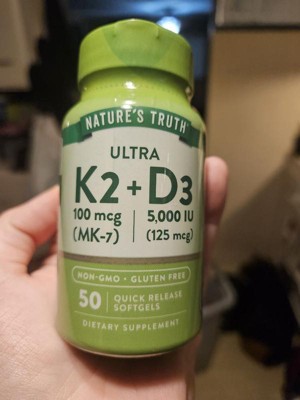 NATURE'S TRUTH
ULTRA
K2 + D3
100 mcg | 5,000 IU
(MK-7) | (125 mcg)
NON-GMO • GLUTEN FREE
50 QUICK RELEASE
SOFTGELS
DIETARY SUPPLEMENT